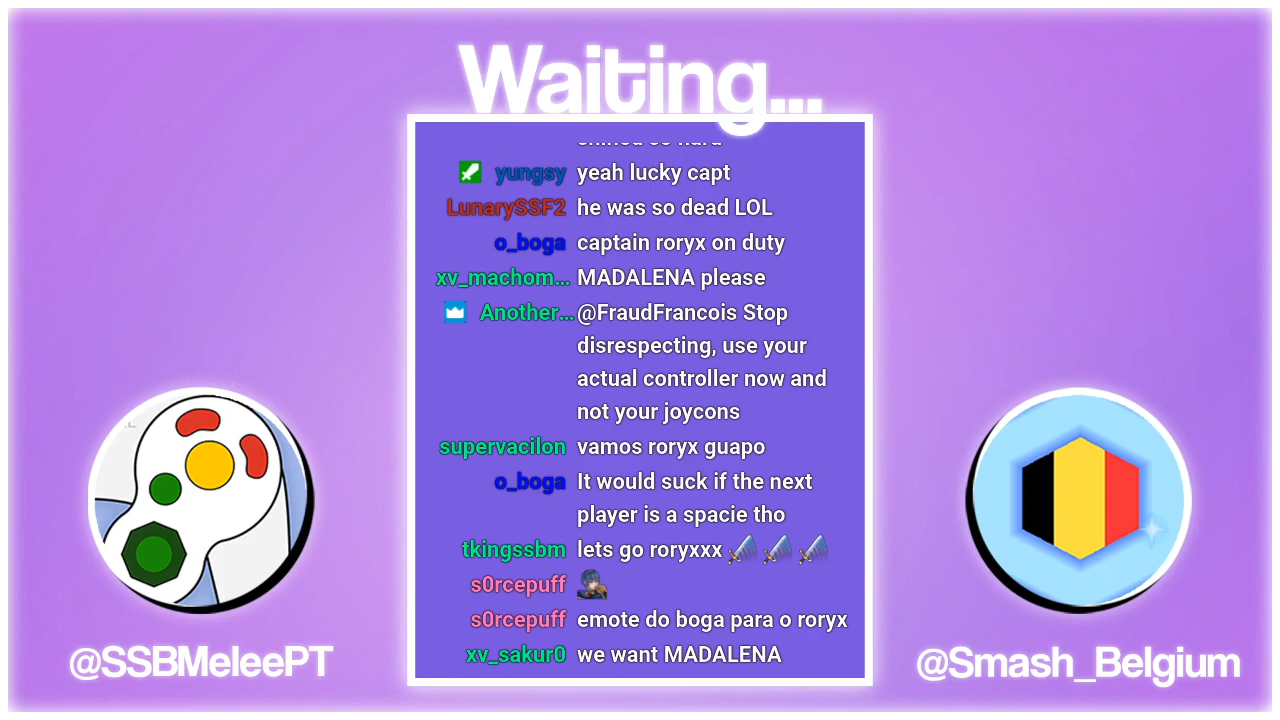 Waiting...
yungsy yeah lucky capt
LunarySSF2 he was so dead LOL
o_boga captain roryx on duty
xv_machom... MADALENA please
Another... @FraudFrancois Stop
disrespecting, use your
actual controller now and
not your joycons
supervacilon vamos roryx guapo
o_boga It would suck if the next
player is a spacie tho
tkingssbm lets go roryxxx
s0rcepuff
s0rcepuff emote do boga para o roryx
xv_sakur0 we want MADALENA
@SSBMeleePT
@Smash_Belgium